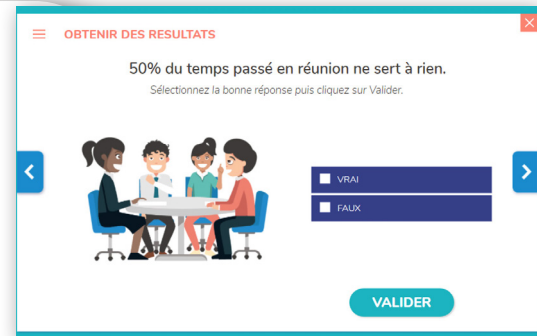 OBTENIR DES RESULTATS
50% du temps passé en réunion ne sert à rien.
Sélectionnez la bonne réponse puis cliquez sur Valider.
VRAI
FAUX
VALIDER